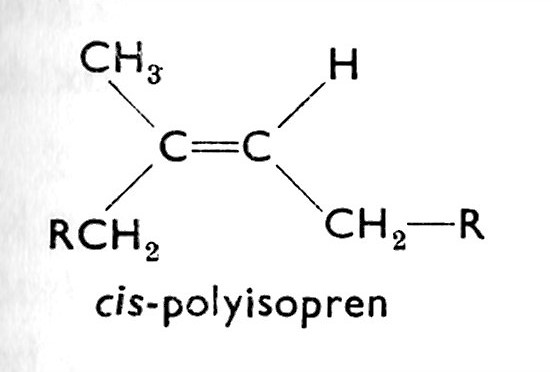 CH₃ H
C=C
RCH₂ CH₂—R
cis-polyisopren